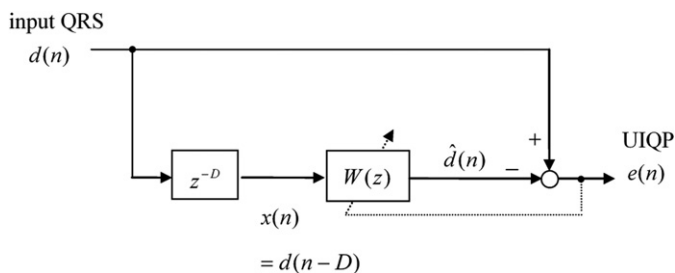 input QRS
d(n)
+
UIQP
d̂(n)
−
e(n)
z⁻ᴰ
W(z)
x(n)
= d(n − D)